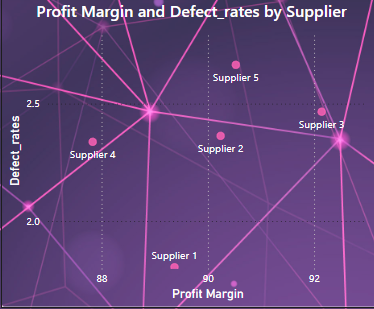 Profit Margin and Defect_rates by Supplier
Supplier 5
2.5
Supplier 3
Supplier 2
Supplier 4
Defect_rates
2.0
Supplier 1
88
90
92
Profit Margin